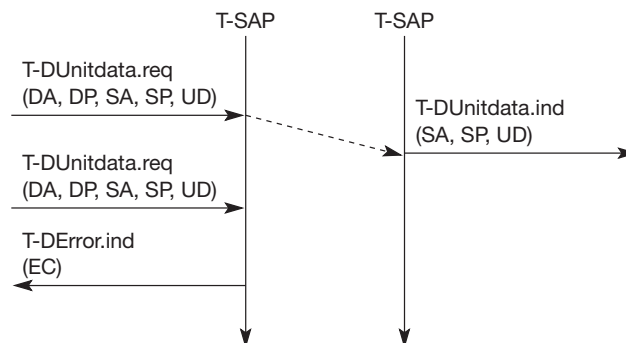 T-SAP
T-SAP
T-DUnitdata.req
(DA, DP, SA, SP, UD)
T-DUnitdata.ind
(SA, SP, UD)
T-DUnitdata.req
(DA, DP, SA, SP, UD)
T-DError.ind
(EC)